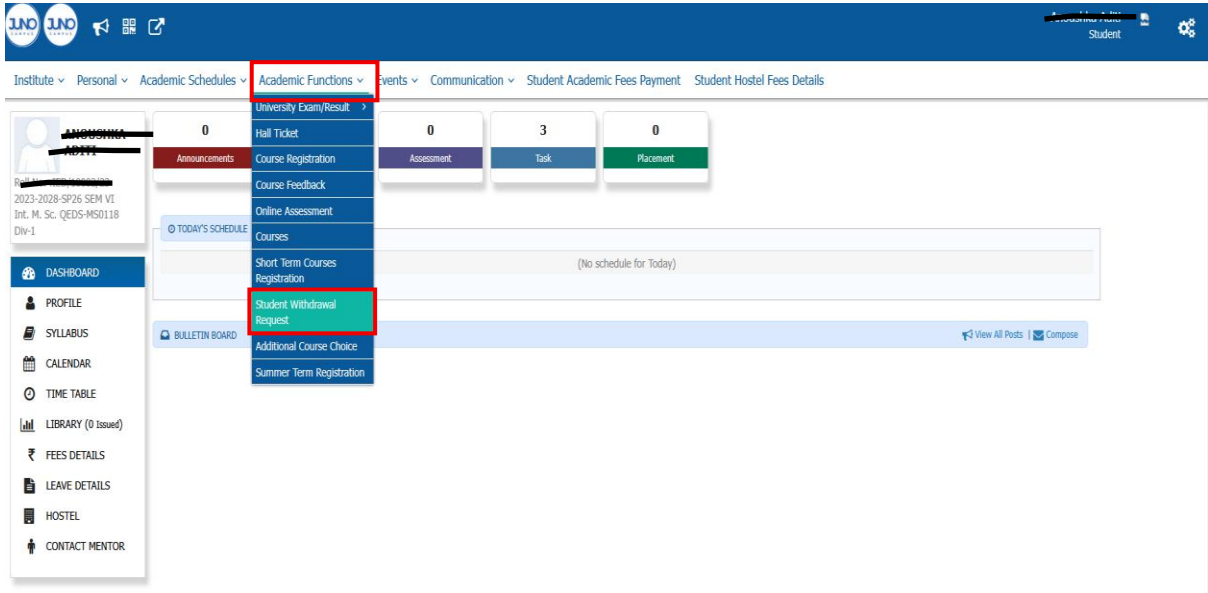 JUNO JUNO
CAMPUS CAMPUS
Student
Institute Personal Academic Schedules Academic Functions Events Communication Student Academic Fees Payment Student Hostel Fees Details
2023-2028-SP26 SEM VI
Int. M. Sc. QEDS-MS0118
Div-1
DASHBOARD
PROFILE
SYLLABUS
CALENDAR
TIME TABLE
LIBRARY (0 Issued)
₹ FEES DETAILS
LEAVE DETAILS
HOSTEL
CONTACT MENTOR
0
Announcements
University Exam/Result
Hall Ticket
Course Registration
Course Feedback
Online Assessment
Courses
Short Term Courses
Registration
Student Withdrawal
Request
Additional Course Choice
Summer Term Registration
0
Assessment
3
Task
0
Placement
TODAY'S SCHEDULE
(No schedule for Today)
BULLETIN BOARD
View All Posts | Compose